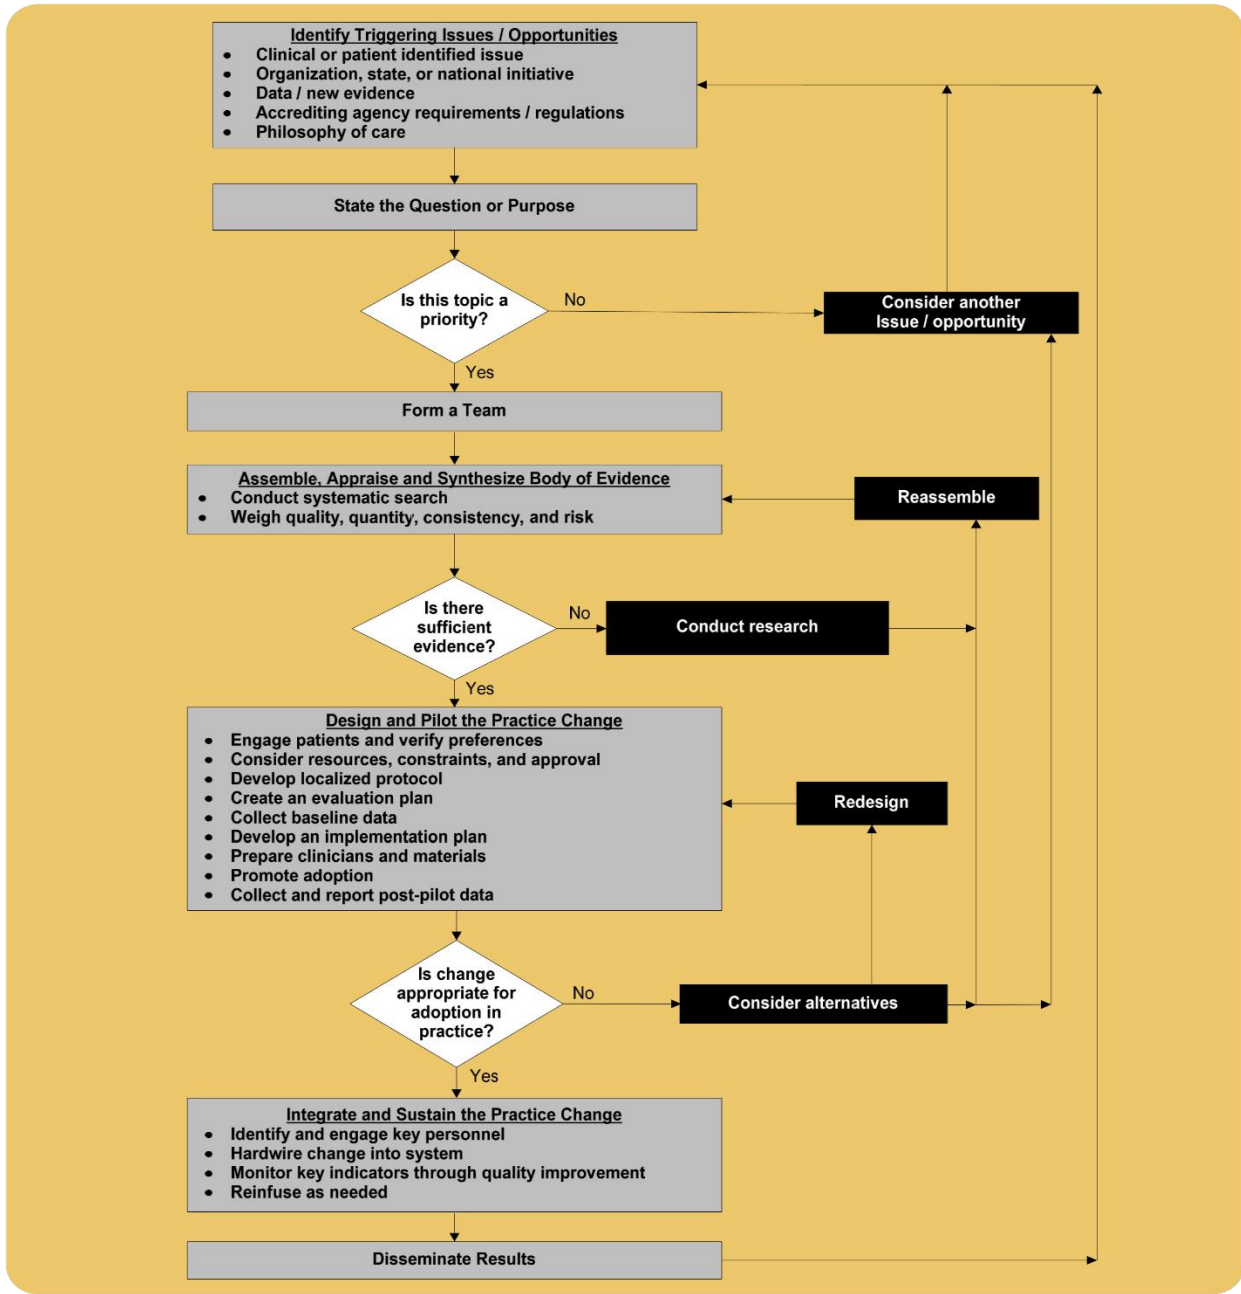 Identify Triggering Issues / Opportunities
• Clinical or patient identified issue
• Organization, state, or national initiative
• Data / new evidence
• Accrediting agency requirements / regulations
• Philosophy of care
State the Question or Purpose
Is this topic a
priority?
No
Consider another
Issue / opportunity
Yes
Form a Team
Assemble, Appraise and Synthesize Body of Evidence
• Conduct systematic search
• Weigh quality, quantity, consistency, and risk
Reassemble
Is there
sufficient
evidence?
No
Conduct research
Yes
Design and Pilot the Practice Change
• Engage patients and verify preferences
• Consider resources, constraints, and approval
• Develop localized protocol
• Create an evaluation plan
• Collect baseline data
• Develop an implementation plan
• Prepare clinicians and materials
• Promote adoption
• Collect and report post-pilot data
Redesign
Is change
appropriate for
adoption in
practice?
No
Consider alternatives
Yes
Integrate and Sustain the Practice Change
• Identify and engage key personnel
• Hardwire change into system
• Monitor key indicators through quality improvement
• Reinfuse as needed
Disseminate Results